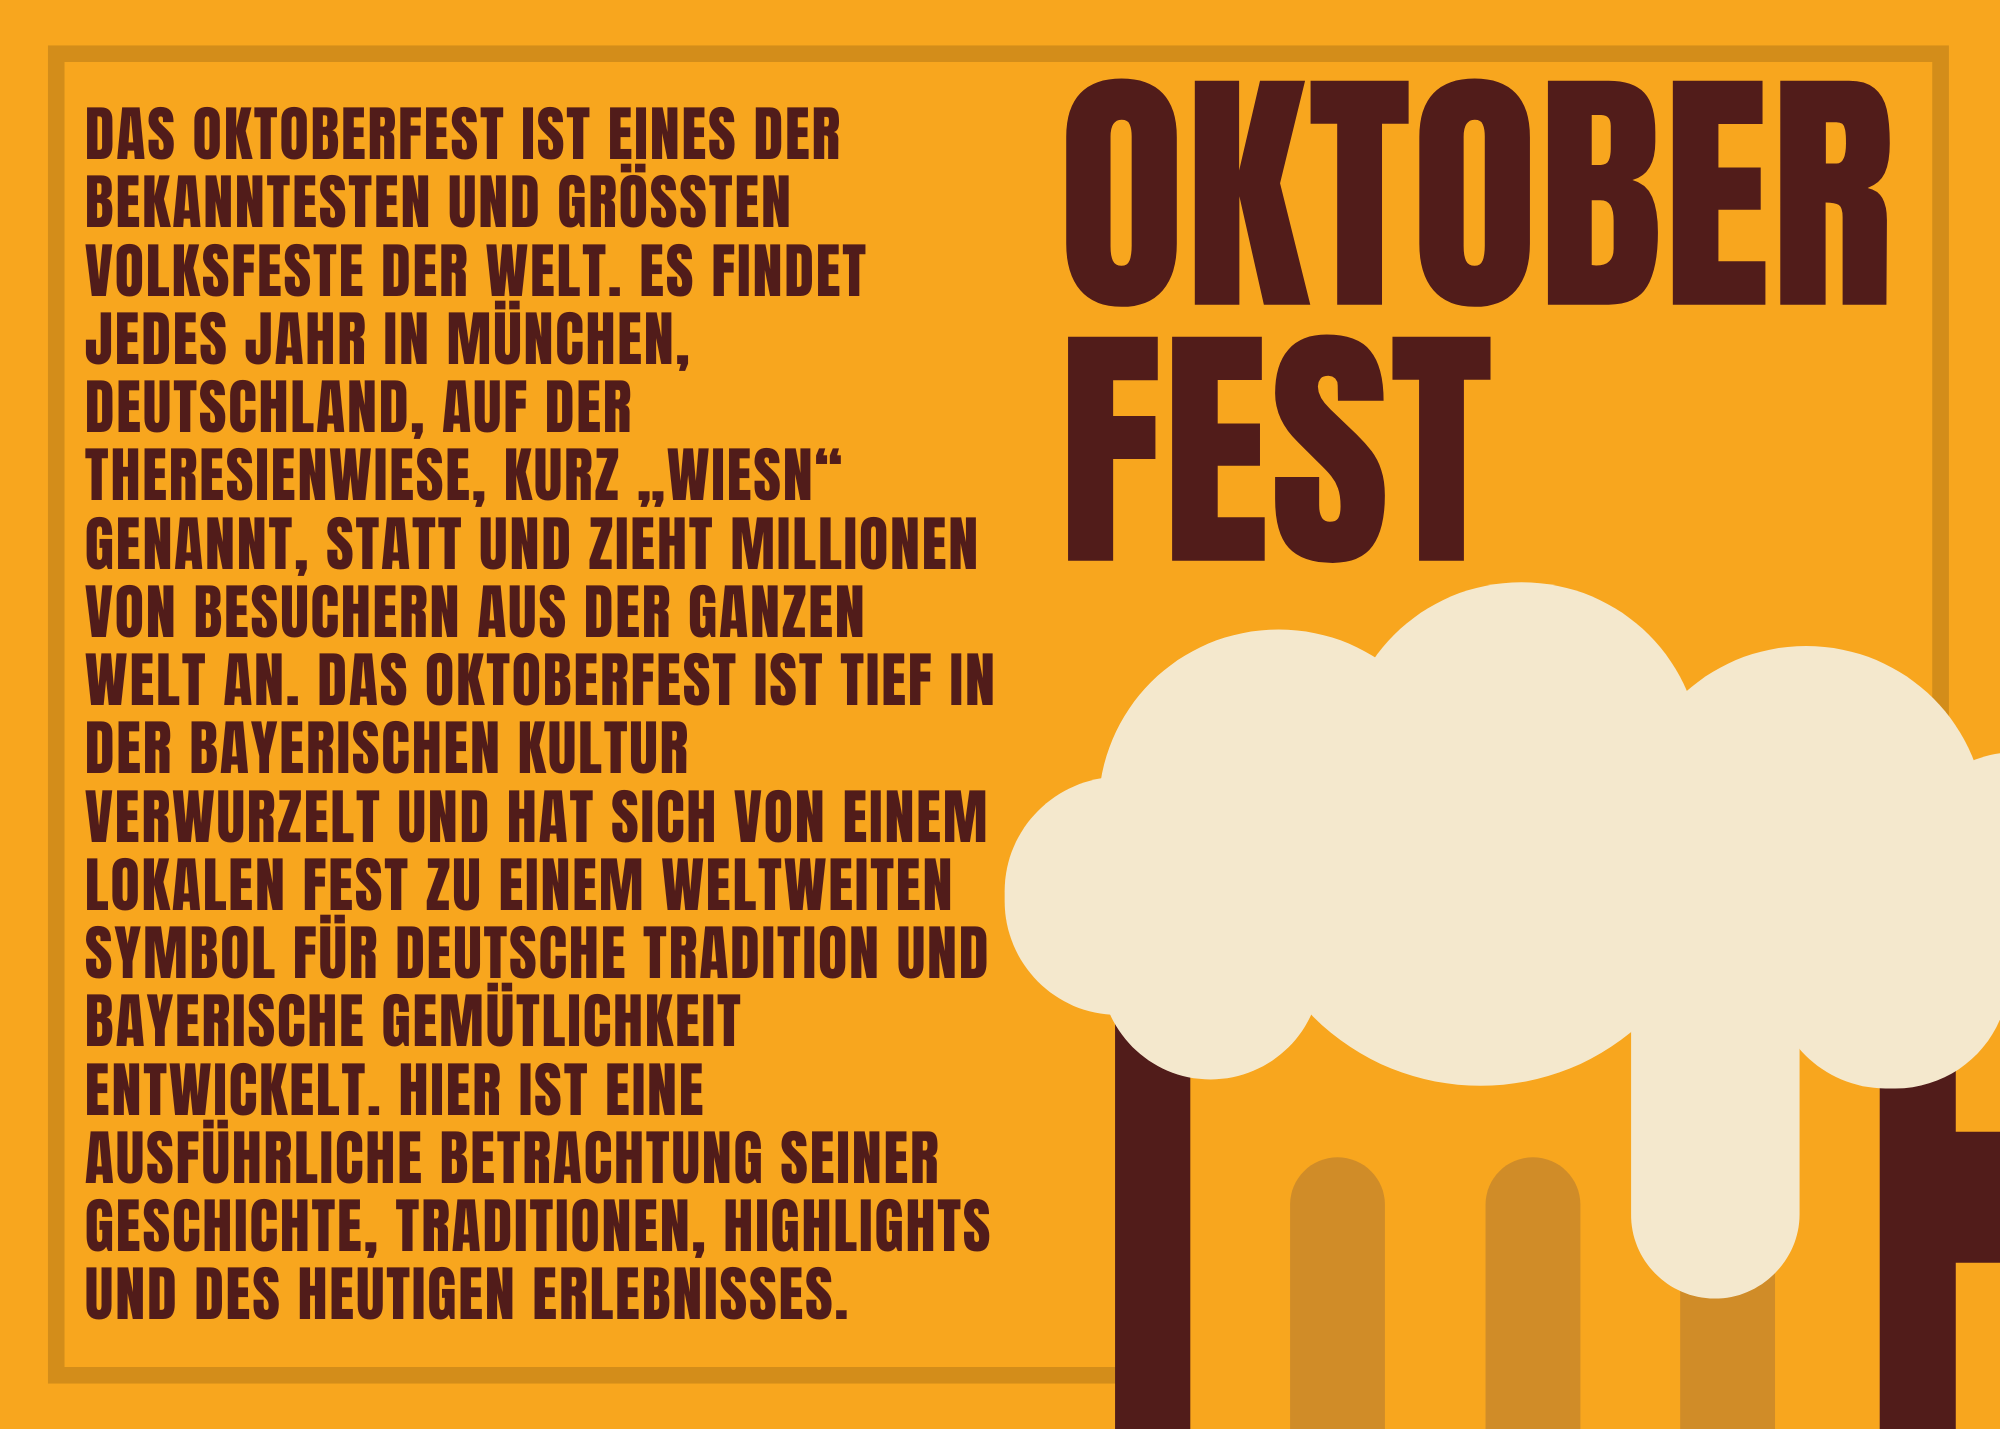 DAS OKTOBERFEST IST EINES DER
BEKANNTESTEN UND GRÖSSTEN
VOLKSFESTE DER WELT. ES FINDET
JEDES JAHR IN MÜNCHEN,
DEUTSCHLAND, AUF DER
THERESIENWIESE, KURZ „WIESN“
GENANNT, STATT UND ZIEHT MILLIONEN
VON BESUCHERN AUS DER GANZEN
WELT AN. DAS OKTOBERFEST IST TIEF IN
DER BAYERISCHEN KULTUR
VERWURZELT UND HAT SICH VON EINEM
LOKALEN FEST ZU EINEM WELTWEITEN
SYMBOL FÜR DEUTSCHE TRADITION UND
BAYERISCHE GEMÜTLICHKEIT
ENTWICKELT. HIER IST EINE
AUSFÜHRLICHE BETRACHTUNG SEINER
GESCHICHTE, TRADITIONEN, HIGHLIGHTS
UND DES HEUTIGEN ERLEBNISSES.
OKTOBER
FEST